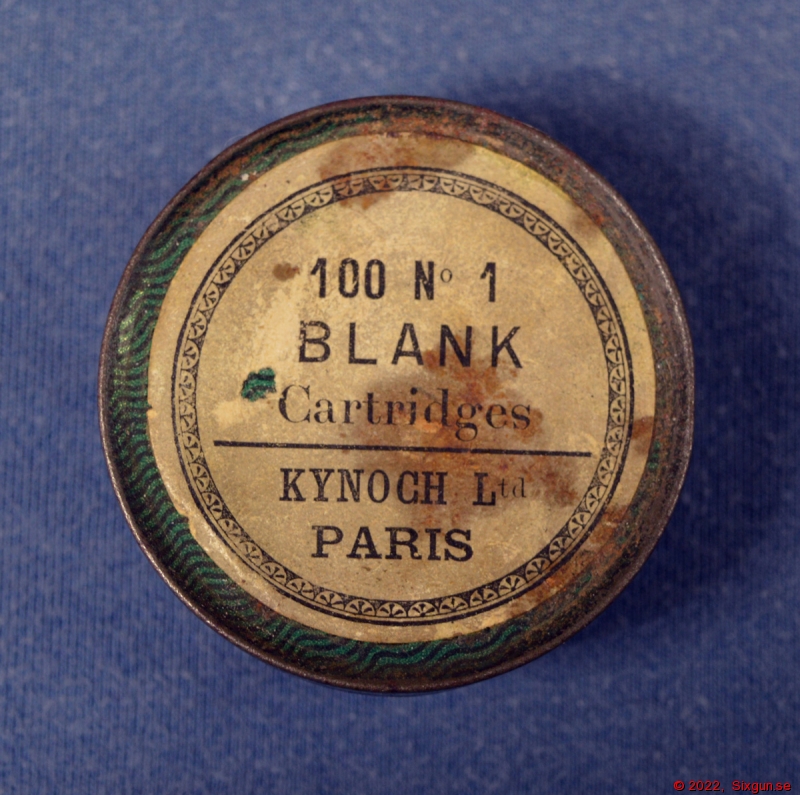 100 Nº 1
BLANK
Cartridges
KYNOCH Ltd
PARIS
© 2022, Sixgun.se